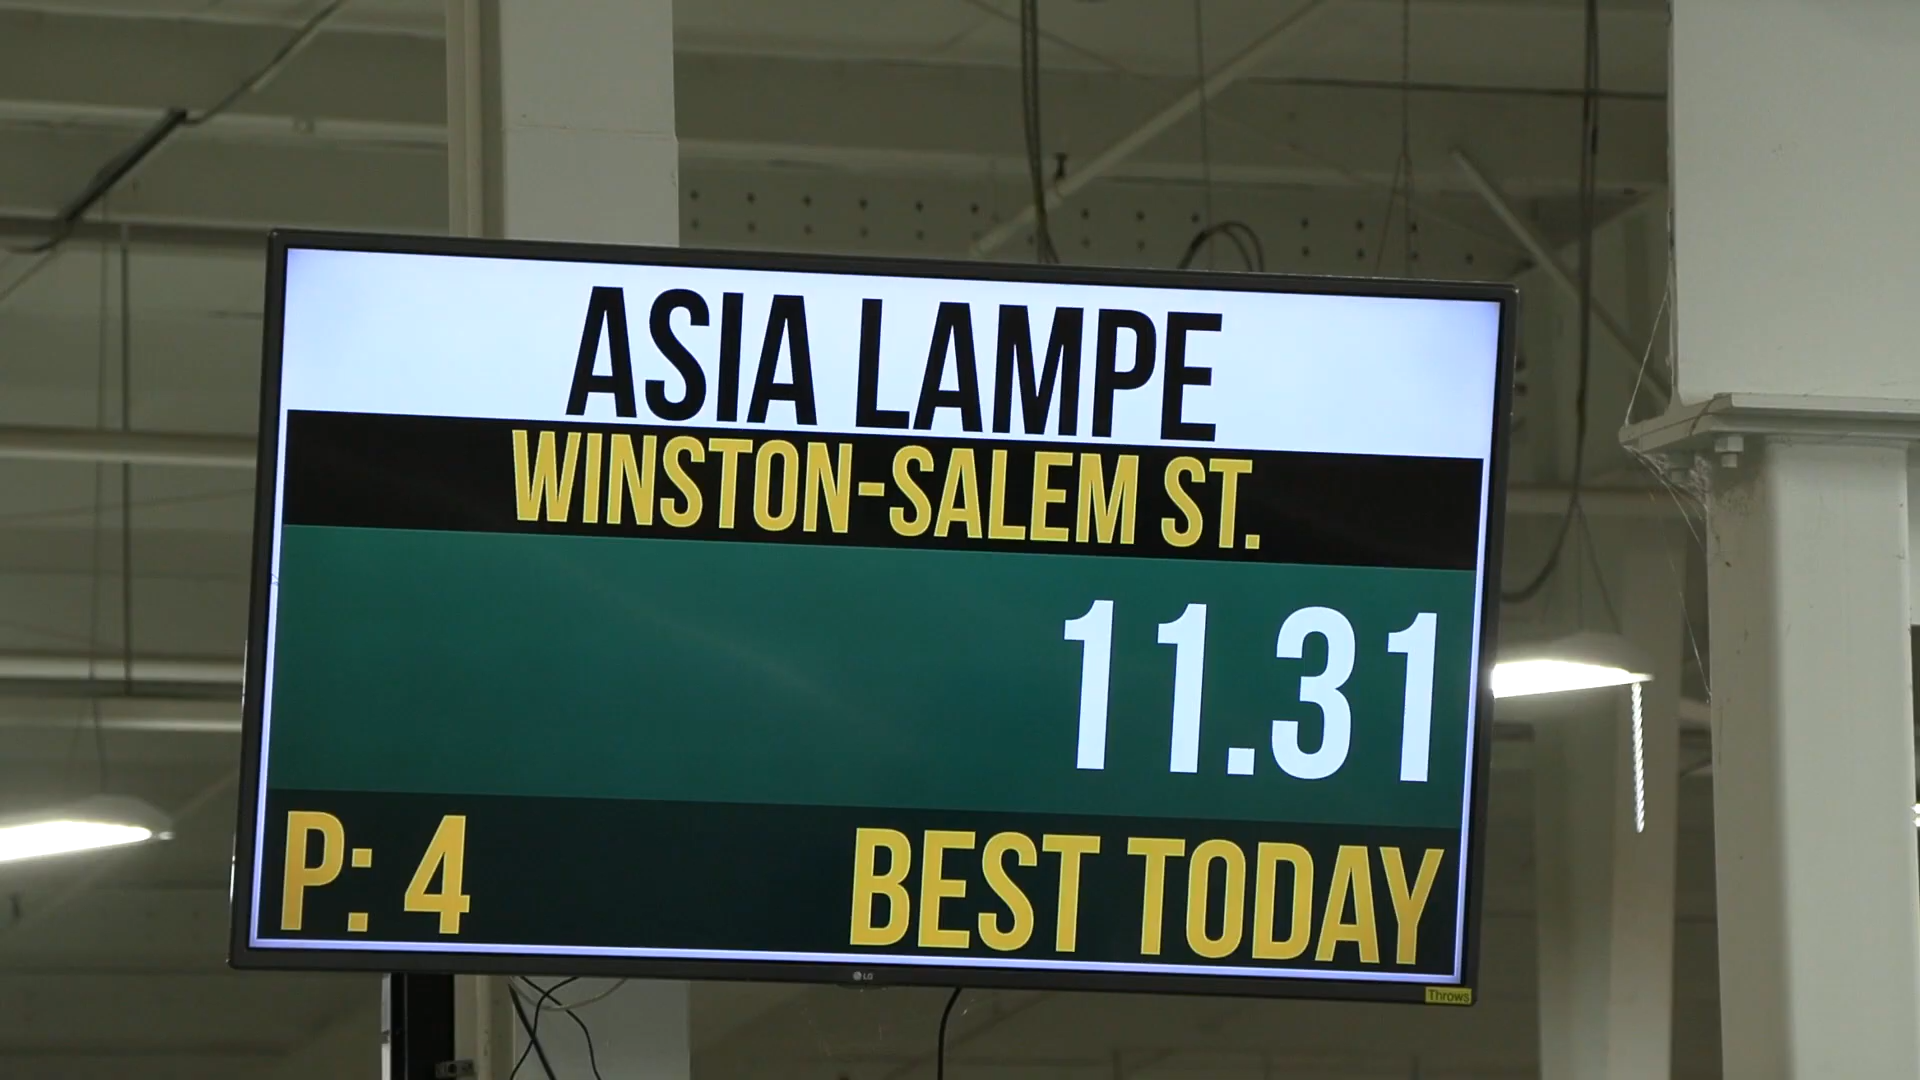 ASIA LAMPE
WINSTON-SALEM ST.
11.31
P: 4 BEST TODAY
LG
Throws